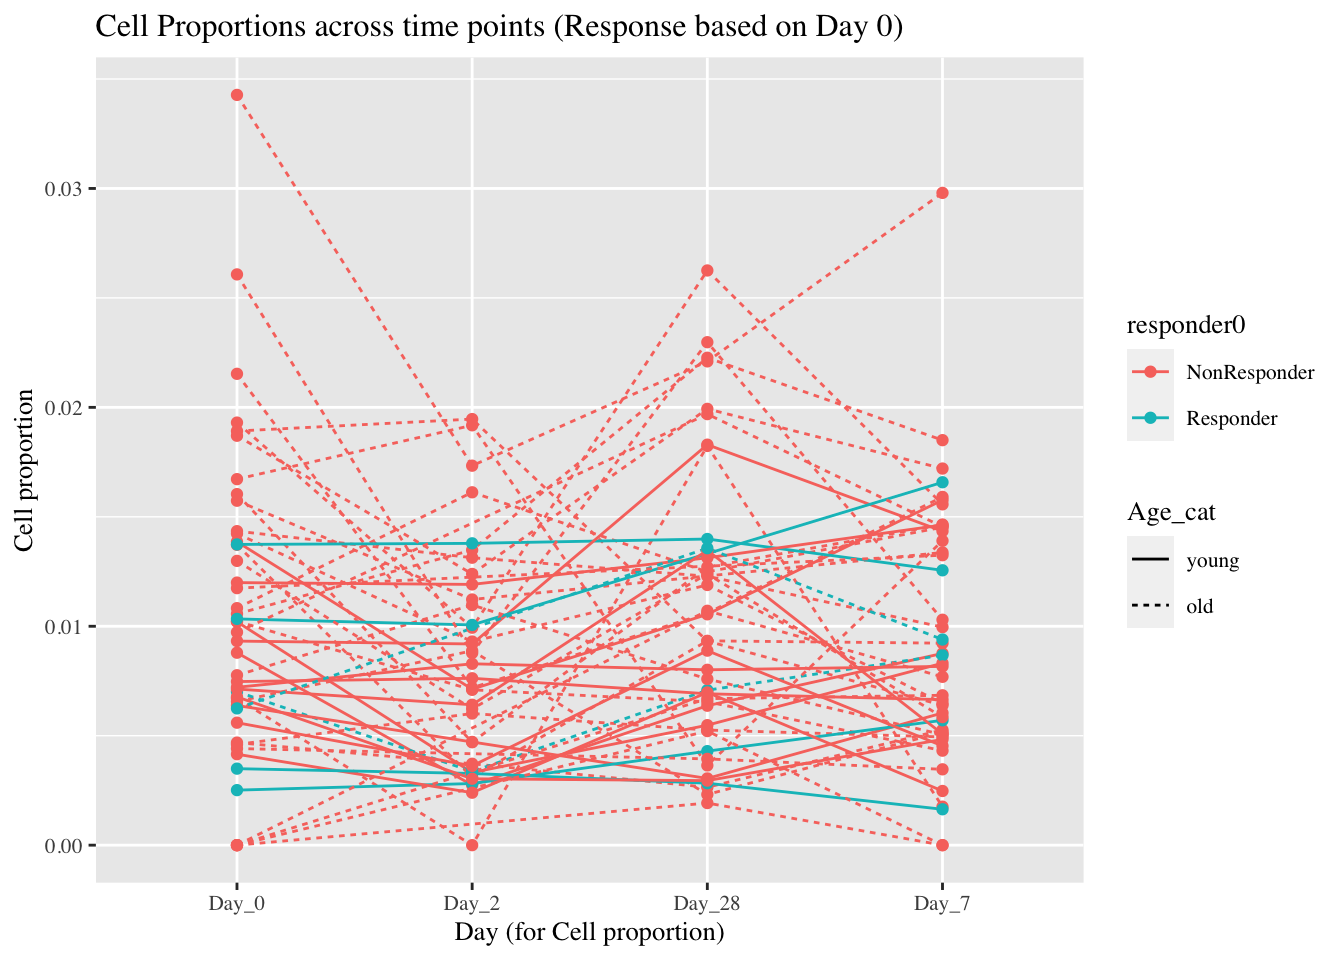 Cell Proportions across time points (Response based on Day 0)
Cell proportion
0.03
0.02
0.01
0.00
Day_0
Day_2
Day_28
Day_7
Day (for Cell proportion)
responder0
NonResponder
Responder
Age_cat
young
old